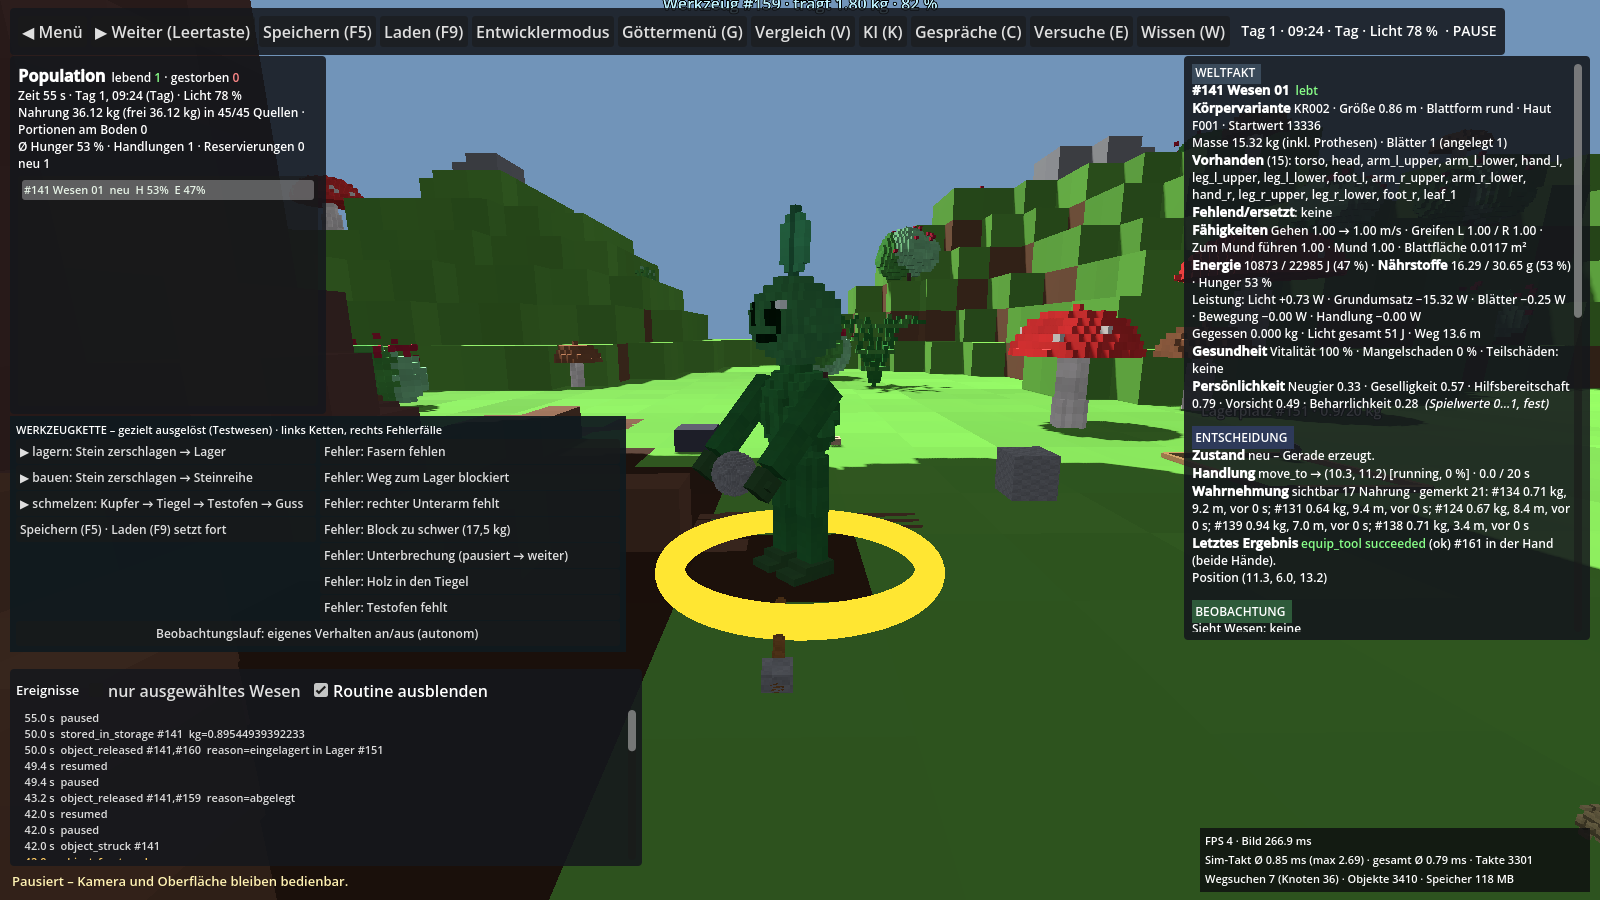 Werkzeug #159 · trägt 1.80 kg · 82 %
◀ Menü ▶ Weiter (Leertaste) Speichern (F5) Laden (F9) Entwicklermodus Göttermenü (G) Vergleich (V) KI (K) Gespräche (C) Versuche (E) Wissen (W) Tag 1 · 09:24 · Tag · Licht 78 % · PAUSE
Population lebend 1 · gestorben 0
Zeit 55 s · Tag 1, 09:24 (Tag) · Licht 78 %
Nahrung 36.12 kg (frei 36.12 kg) in 45/45 Quellen ·
Portionen am Boden 0
Ø Hunger 53 % · Handlungen 1 · Reservierungen 0
neu 1
#141 Wesen 01 neu H 53% E 47%
WERKZEUGKETTE – gezielt ausgelöst (Testwesen) · links Ketten, rechts Fehlerfälle
▶ lagern: Stein zerschlagen → Lager
Fehler: Fasern fehlen
▶ bauen: Stein zerschlagen → Steinreihe
Fehler: Weg zum Lager blockiert
▶ schmelzen: Kupfer → Tiegel → Testofen → Guss
Fehler: rechter Unterarm fehlt
Speichern (F5) · Laden (F9) setzt fort
Fehler: Block zu schwer (17,5 kg)
Fehler: Unterbrechung (pausiert → weiter)
Fehler: Holz in den Tiegel
Fehler: Testofen fehlt
Beobachtungslauf: eigenes Verhalten an/aus (autonom)
Ereignisse nur ausgewähltes Wesen Routine ausblenden
55.0 s paused
50.0 s stored_in_storage #141 kg=0.89544939392233
50.0 s object_released #141,#160 reason=eingelagert in Lager #151
49.4 s resumed
49.4 s paused
43.2 s object_released #141,#159 reason=abgelegt
42.0 s resumed
42.0 s paused
42.0 s object_struck #141
Pausiert – Kamera und Oberfläche bleiben bedienbar.
WELTFAKT
#141 Wesen 01 lebt
Körpervariante KR002 · Größe 0.86 m · Blattform rund · Haut
F001 · Startwert 13336
Masse 15.32 kg (inkl. Prothesen) · Blätter 1 (angelegt 1)
Vorhanden (15): torso, head, arm_l_upper, arm_l_lower, hand_l,
leg_l_upper, leg_l_lower, foot_l, arm_r_upper, arm_r_lower,
hand_r, leg_r_upper, leg_r_lower, foot_r, leaf_1
Fehlend/ersetzt: keine
Fähigkeiten Gehen 1.00 → 1.00 m/s · Greifen L 1.00 / R 1.00 ·
Zum Mund führen 1.00 · Mund 1.00 · Blattfläche 0.0117 m²
Energie 10873 / 22985 J (47 %) · Nährstoffe 16.29 / 30.65 g (53 %)
· Hunger 53 %
Leistung: Licht +0.73 W · Grundumsatz −15.32 W · Blätter −0.25 W
· Bewegung −0.00 W · Handlung −0.00 W
Gegessen 0.000 kg · Licht gesamt 51 J · Weg 13.6 m
Gesundheit Vitalität 100 % · Mangelschaden 0 % · Teilschäden:
keine
Persönlichkeit Neugier 0.33 · Geselligkeit 0.57 · Hilfsbereitschaft
0.79 · Vorsicht 0.49 · Beharrlichkeit 0.28 (Spielwerte 0…1, fest)
Lagerplatz #151 · 0.9/20 kg
ENTSCHEIDUNG
Zustand neu – Gerade erzeugt.
Handlung move_to → (10.3, 11.2) [running, 0 %] · 0.0 / 20 s
Wahrnehmung sichtbar 17 Nahrung · gemerkt 21: #134 0.71 kg,
9.2 m, vor 0 s; #131 0.64 kg, 9.4 m, vor 0 s; #124 0.67 kg, 8.4 m, vor
0 s; #139 0.94 kg, 7.0 m, vor 0 s; #138 0.71 kg, 3.4 m, vor 0 s
Letztes Ergebnis equip_tool succeeded (ok) #161 in der Hand
(beide Hände).
Position (11.3, 6.0, 13.2)
BEOBACHTUNG
Sieht Wesen: keine
FPS 4 · Bild 266.9 ms
Sim-Takt Ø 0.85 ms (max 2.69) · gesamt Ø 0.79 ms · Takte 3301
Wegsuchen 7 (Knoten 36) · Objekte 3410 · Speicher 118 MB